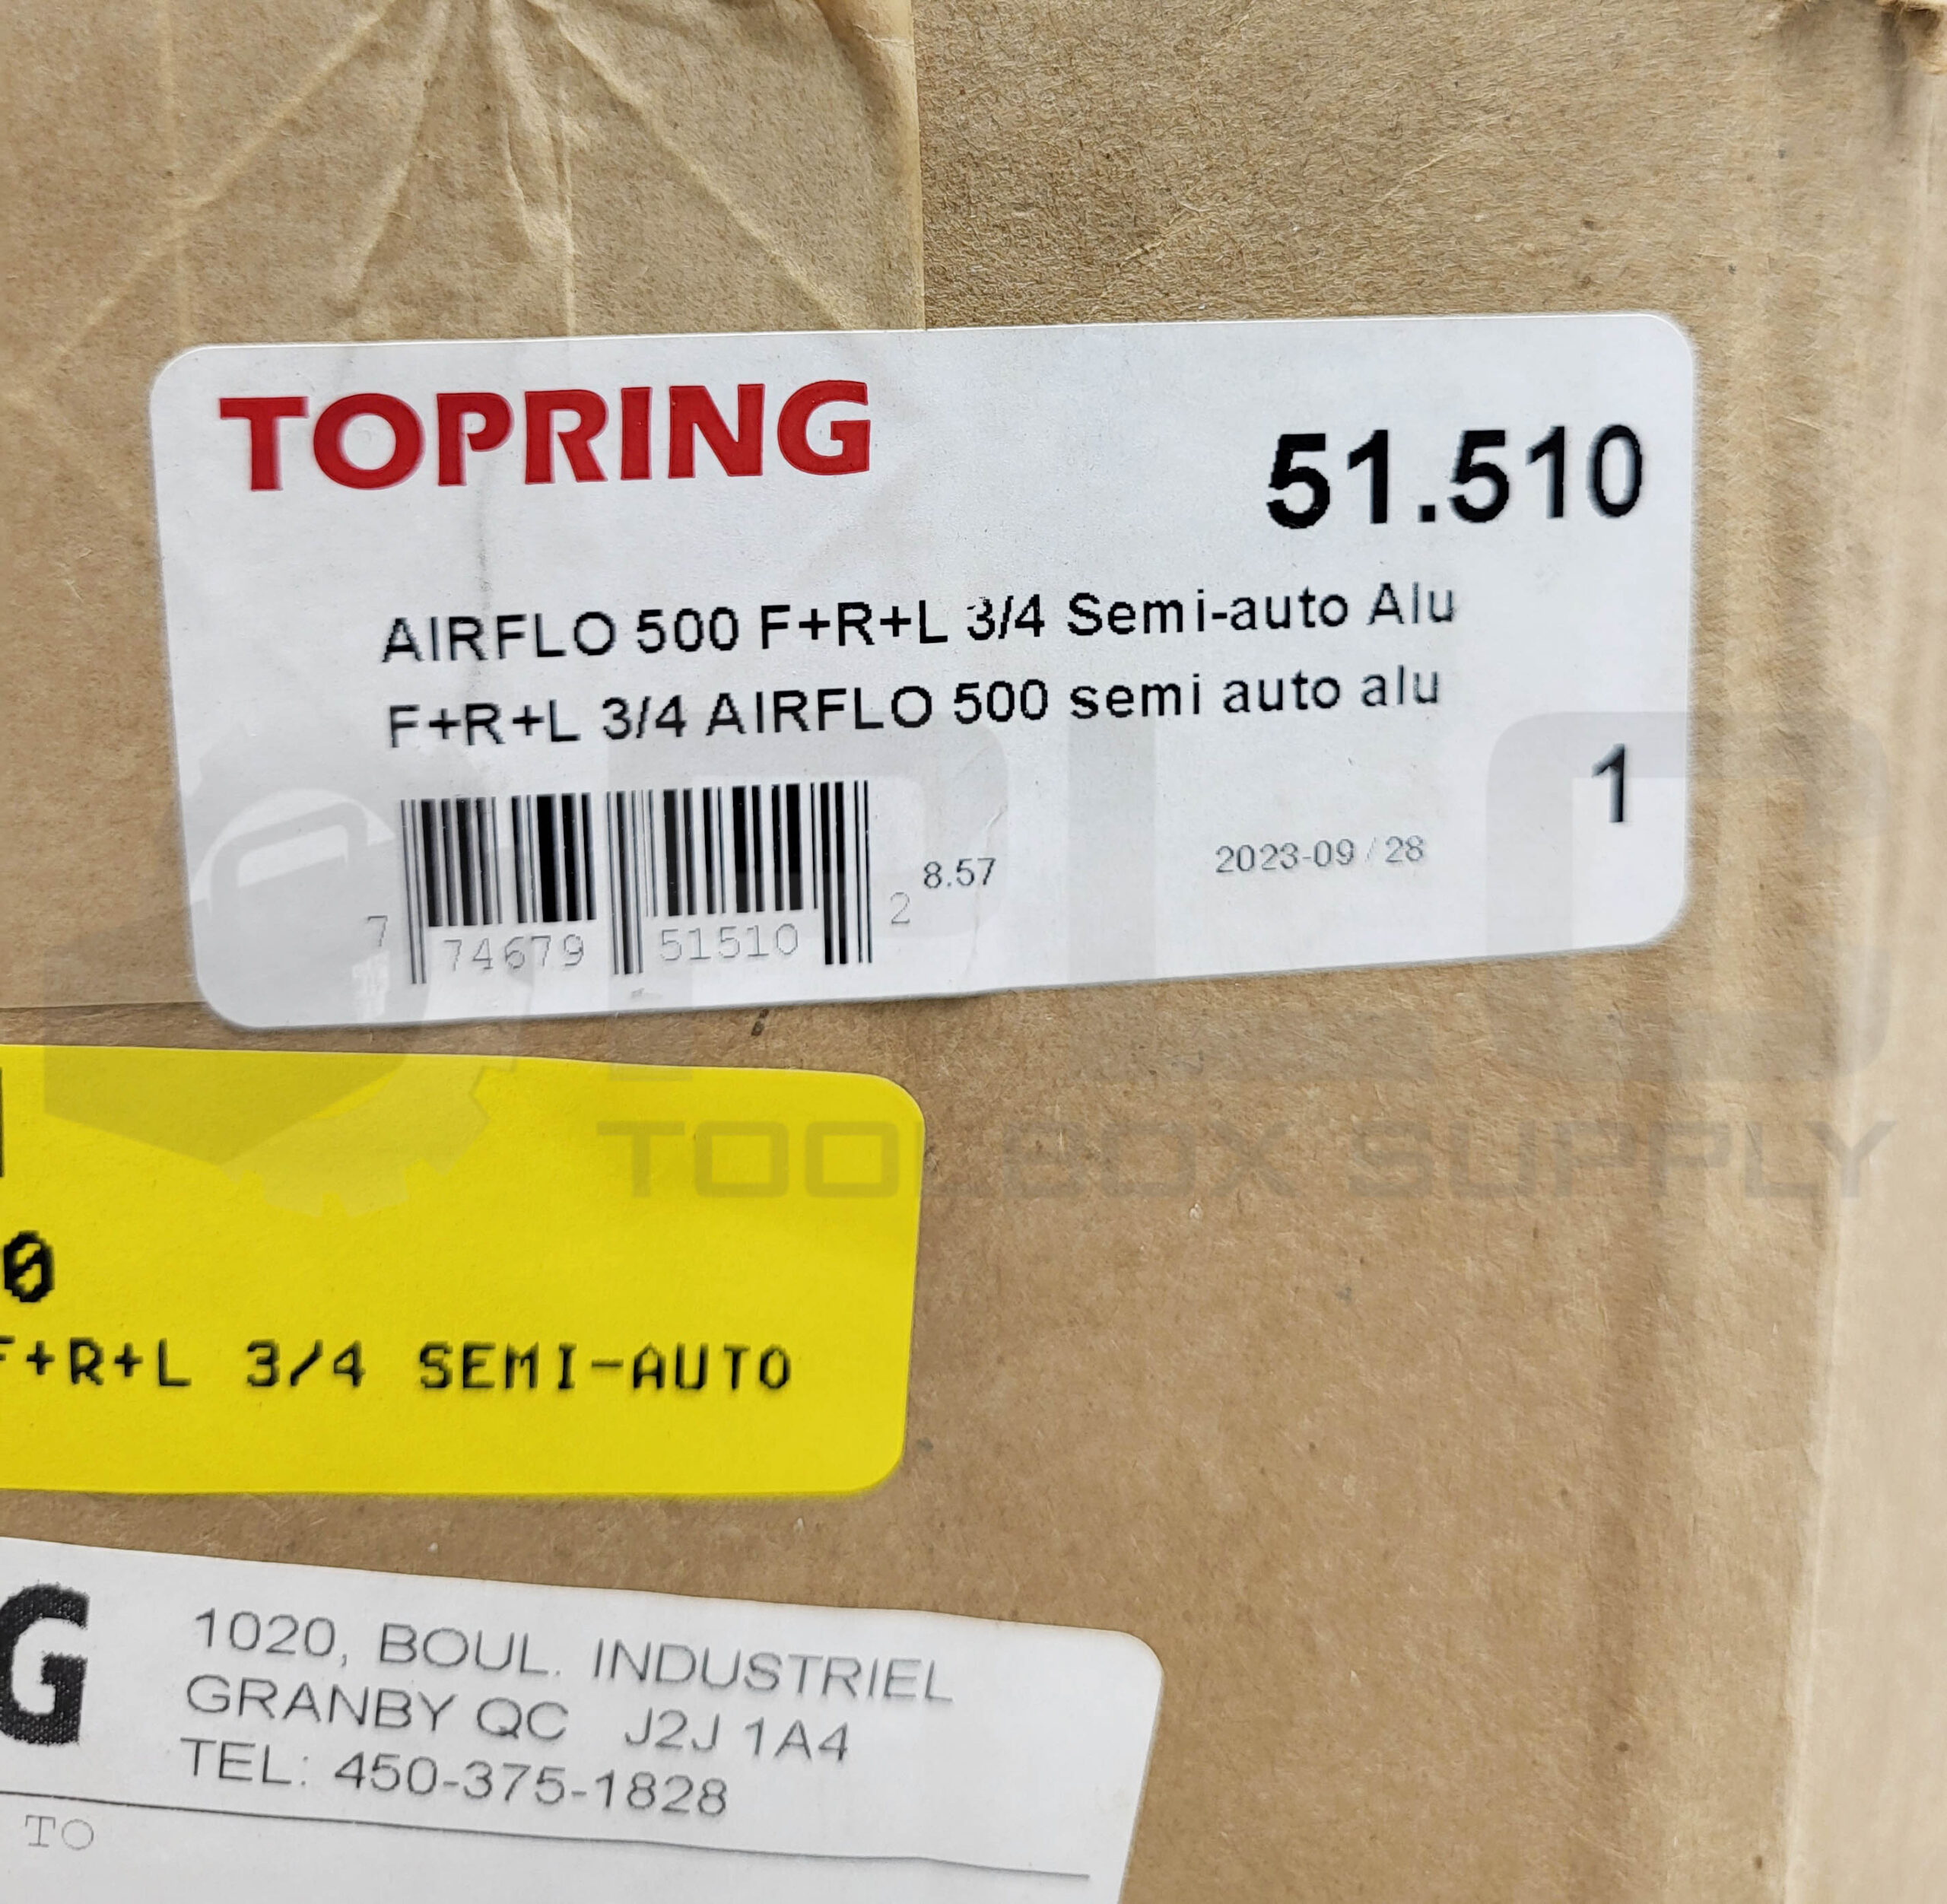 TOPRING
51.510
AIRFLO 500 F+R+L 3/4 Semi-auto Alu
F+R+L 3/4 AIRFLO 500 semi auto alu
1
7 74679 51510 2
8.57
2023-09 / 28
PLC
TOOLBOX SUPPLY
0
F+R+L 3/4 SEMI-AUTO
G
1020, BOUL. INDUSTRIEL
GRANBY QC J2J 1A4
TEL: 450-375-1828
TO